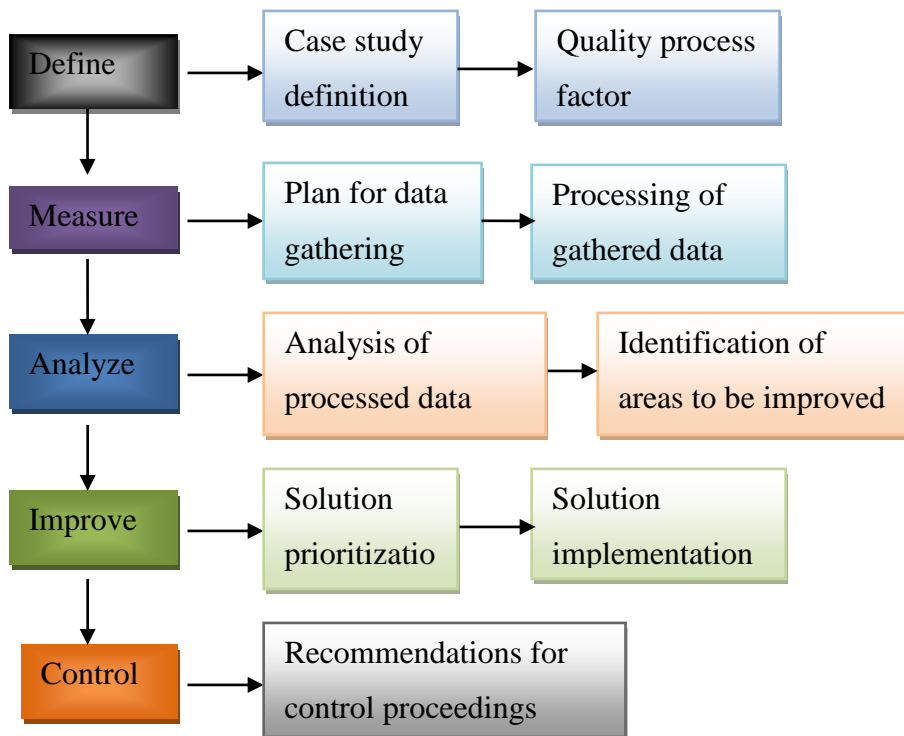 Define
Case study
definition
Quality process
factor
Measure
Plan for data
gathering
Processing of
gathered data
Analyze
Analysis of
processed data
Identification of
areas to be improved
Improve
Solution
prioritizatio
Solution
implementation
Control
Recommendations for
control proceedings